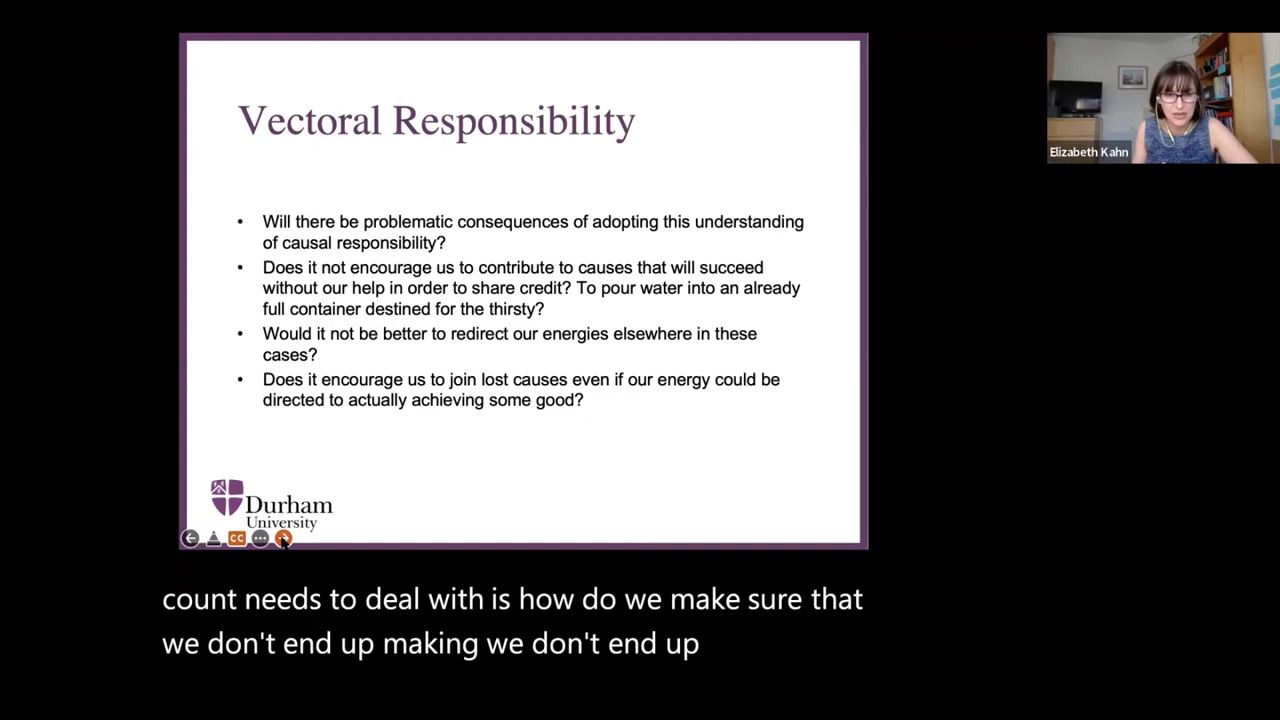 Vectoral Responsibility
• Will there be problematic consequences of adopting this understanding
of causal responsibility?
• Does it not encourage us to contribute to causes that will succeed
without our help in order to share credit? To pour water into an already
full container destined for the thirsty?
• Would it not be better to redirect our energies elsewhere in these
cases?
• Does it encourage us to join lost causes even if our energy could be
directed to actually achieving some good?
Durham
University
CC
Elizabeth Kahn
count needs to deal with is how do we make sure that
we don't end up making we don't end up